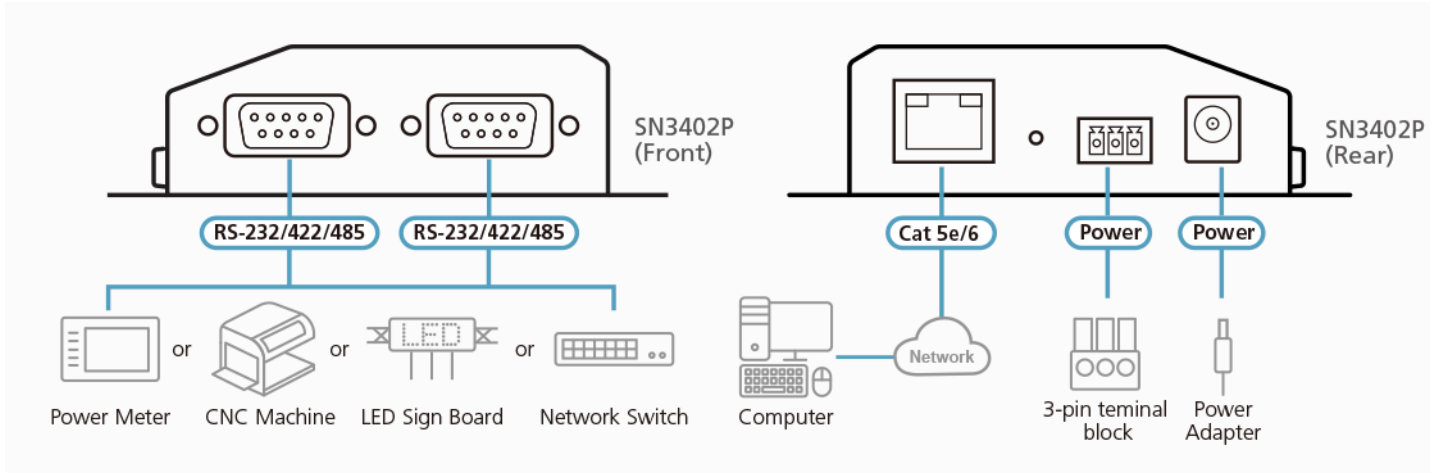 SN3402P
(Front)
SN3402P
(Rear)
RS-232/422/485
RS-232/422/485
Cat 5e/6
Power
Power
LED
or
or
or
Network
Power Meter
CNC Machine
LED Sign Board
Network Switch
Computer
3-pin teminal
block
Power
Adapter